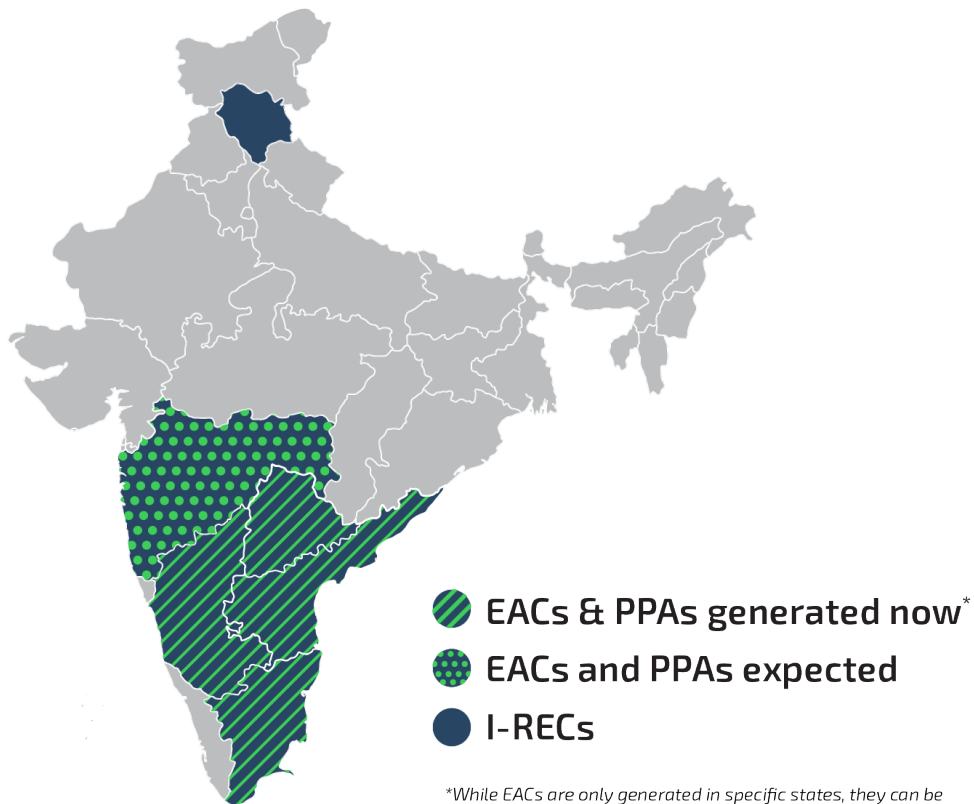 EACs & PPAs generated now*
EACs and PPAs expected
I-RECs
*While EACs are only generated in specific states, they can be